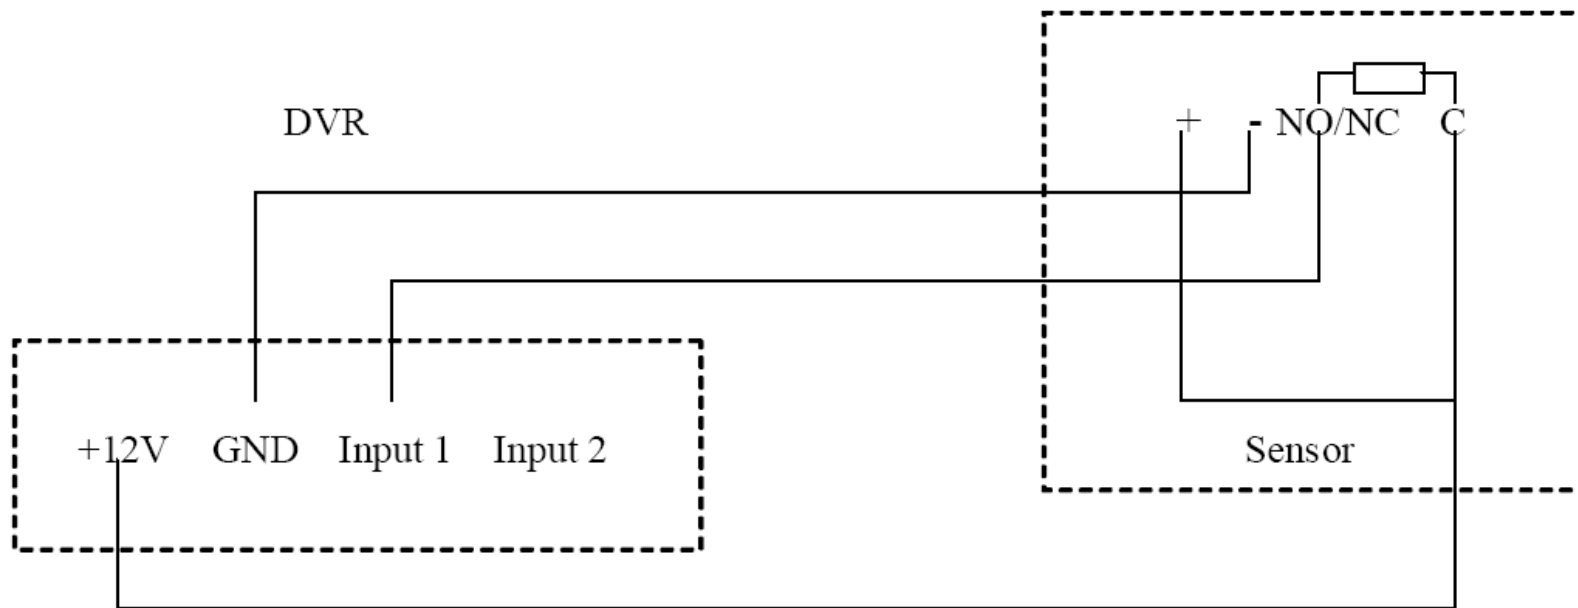 DVR
+ - NO/NC C
+12V GND Input 1 Input 2
Sensor